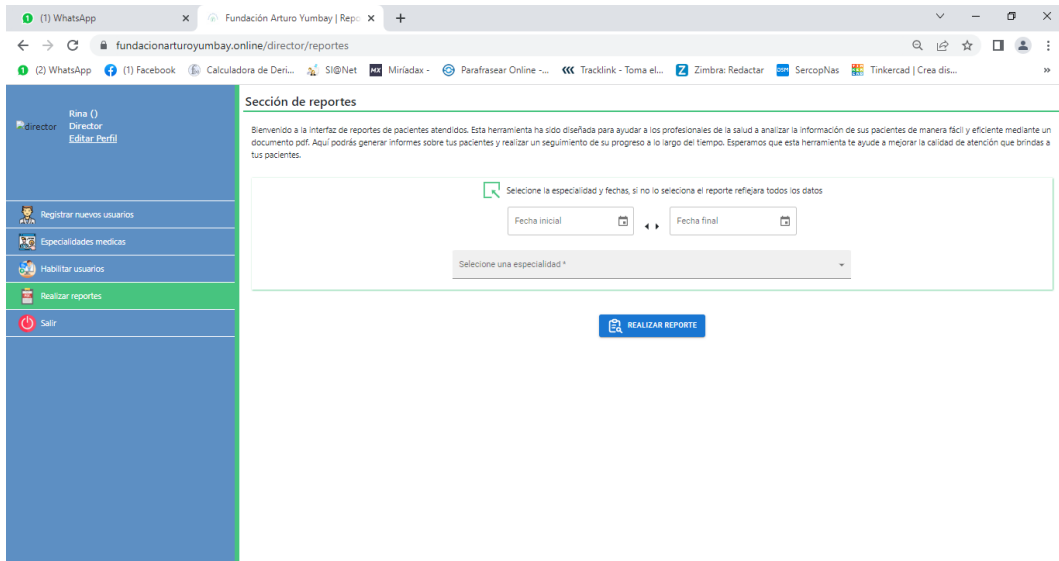 (1) WhatsApp
Fundación Arturo Yumbay | Repo
fundacionarturoyumbay.online/director/reportes
(2) WhatsApp
(1) Facebook
Calculadora de Deri...
SI@Net
Miríadax -
Parafrasear Online -...
Tracklink - Toma el...
Zimbra: Redactar
SercopNas
Tinkercad | Crea dis...
»
director
Rina ()
Director
Editar Perfil
Registrar nuevos usuarios
Especialidades medicas
Habilitar usuarios
Realizar reportes
Salir
Sección de reportes
Bienvenido a la interfaz de reportes de pacientes atendidos. Esta herramienta ha sido diseñada para ayudar a los profesionales de la salud a analizar la información de sus pacientes de manera fácil y eficiente mediante un
documento pdf. Aquí podrás generar informes sobre tus pacientes y realizar un seguimiento de su progreso a lo largo del tiempo. Esperamos que esta herramienta te ayude a mejorar la calidad de atención que brindas a
tus pacientes.
Selecione la especialidad y fechas, si no lo seleciona el reporte reflejara todos los datos
Fecha inicial
Fecha final
Selecione una especialidad *
REALIZAR REPORTE